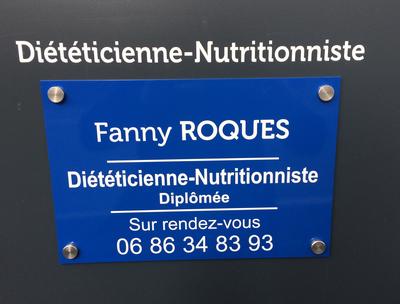 Diététicienne-Nutritionniste
Fanny ROQUES
Diététicienne-Nutritionniste
Diplômée
Sur rendez-vous
06 86 34 83 93